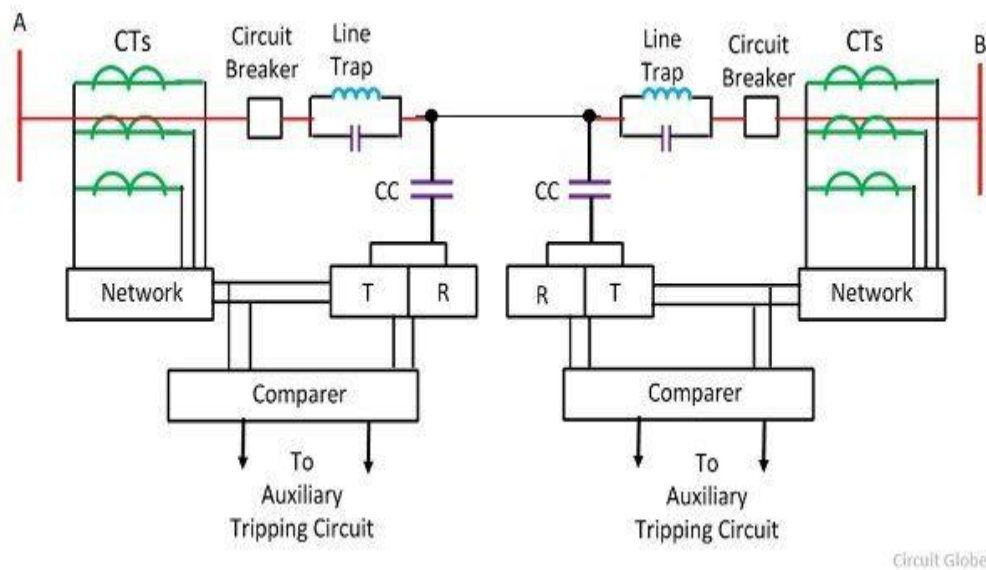 A
CTs
Circuit
Breaker
Line
Trap
Line
Trap
Circuit
Breaker
CTs
B
CC
CC
Network
T
R
R
T
Network
Comparer
Comparer
To
Auxiliary
Tripping Circuit
To
Auxiliary
Tripping Circuit
Circuit Globe